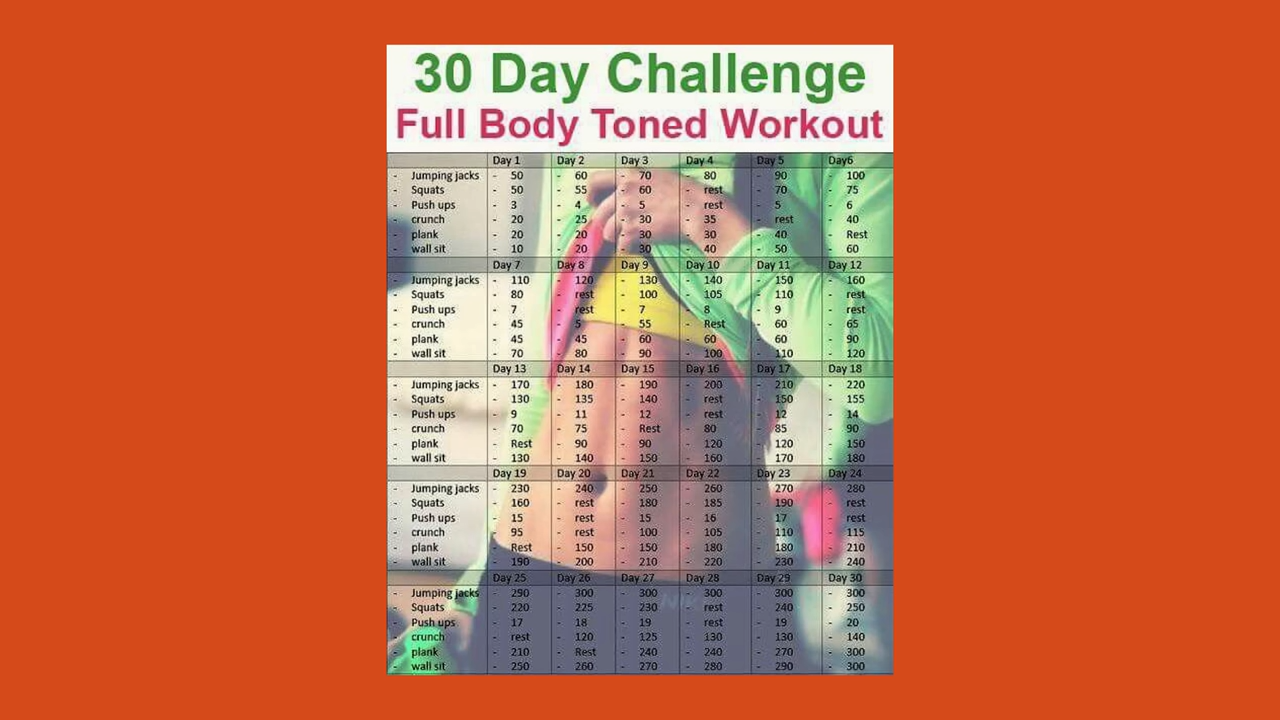 30 Day Challenge
Full Body Toned Workout
Day 1 Day 2 Day 3 Day 4 Day 5 Day6
- Jumping jacks - 50 - 60 - 70 - 80 - 90 - 100
- Squats - 50 - 55 - 60 - rest - 70 - 75
- Push ups - 3 - 4 - 5 - rest - 5 - 6
- crunch - 20 - 25 - 30 - 35 - rest - 40
- plank - 20 - 20 - 30 - 30 - 40 - Rest
- wall sit - 10 - 20 - 30 - 40 - 50 - 60
Day 7 Day 8 Day 9 Day 10 Day 11 Day 12
- Jumping jacks - 110 - 120 - 130 - 140 - 150 - 160
- Squats - 80 - rest - 100 - 105 - 110 - rest
- Push ups - 7 - rest - 7 - 8 - 9 - rest
- crunch - 45 - 5 - 55 - Rest - 60 - 65
- plank - 45 - 45 - 60 - 60 - 60 - 90
- wall sit - 70 - 80 - 90 - 100 - 110 - 120
Day 13 Day 14 Day 15 Day 16 Day 17 Day 18
- Jumping jacks - 170 - 180 - 190 - 200 - 210 - 220
- Squats - 130 - 135 - 140 - rest - 150 - 155
- Push ups - 9 - 11 - 12 - rest - 12 - 14
- crunch - 70 - 75 - Rest - 80 - 85 - 90
- plank - Rest - 90 - 90 - 120 - 120 - 150
- wall sit - 130 - 140 - 150 - 160 - 170 - 180
Day 19 Day 20 Day 21 Day 22 Day 23 Day 24
- Jumping jacks - 230 - 240 - 250 - 260 - 270 - 280
- Squats - 160 - rest - 180 - 185 - 190 - rest
- Push ups - 15 - rest - 15 - 16 - 17 - rest
- crunch - 95 - rest - 100 - 105 - 110 - 115
- plank - Rest - 150 - 150 - 180 - 180 - 210
- wall sit - 190 - 200 - 210 - 220 - 230 - 240
Day 25 Day 26 Day 27 Day 28 Day 29 Day 30
- Jumping jacks - 290 - 300 - 300 - 300 - 300 - 300
- Squats - 220 - 225 - 230 - rest - 240 - 250
- Push ups - 17 - 18 - 19 - rest - 19 - 20
- crunch - rest - 120 - 125 - 130 - 130 - 140
- plank - 210 - Rest - 240 - 240 - 270 - 300
- wall sit - 250 - 260 - 270 - 280 - 290 - 300